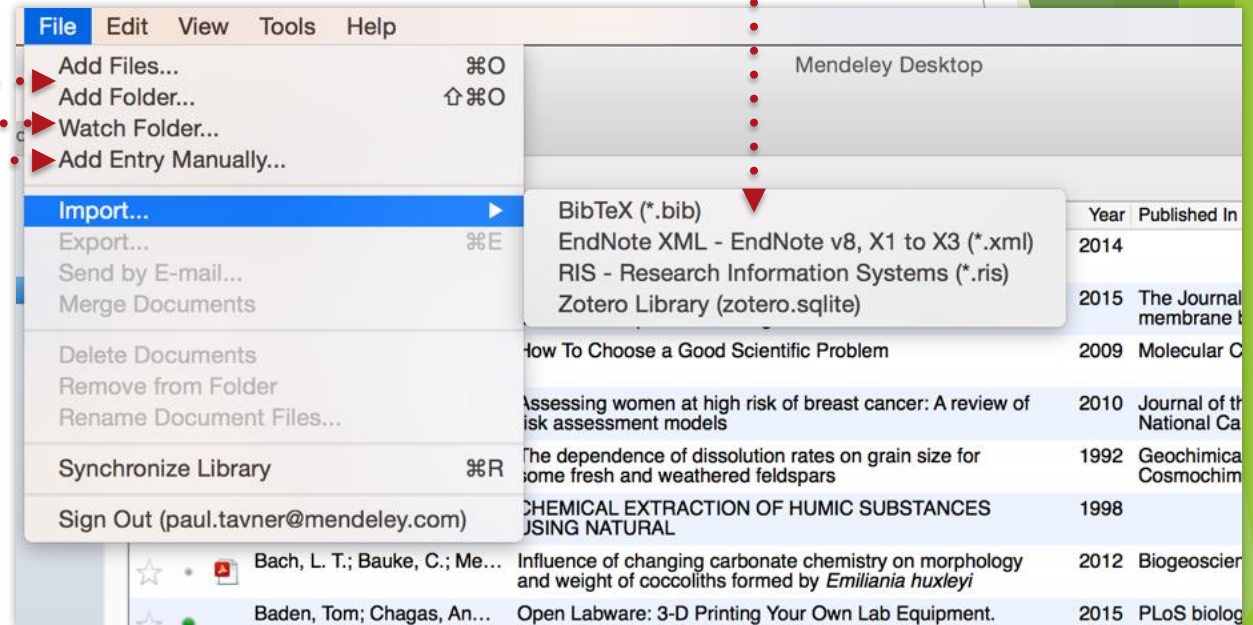 File Edit View Tools Help
Mendeley Desktop
Add Files... ⌘O
Add Folder... ⇧⌘O
Watch Folder...
Add Entry Manually...
Import...
Export... ⌘E
Send by E-mail...
Merge Documents
Delete Documents
Remove from Folder
Rename Document Files...
Synchronize Library ⌘R
Sign Out (paul.tavner@mendeley.com)
BibTeX (*.bib)
EndNote XML - EndNote v8, X1 to X3 (*.xml)
RIS - Research Information Systems (*.ris)
Zotero Library (zotero.sqlite)
Year Published In
2014
2015 The Journal
membrane
How To Choose a Good Scientific Problem 2009 Molecular C
Assessing women at high risk of breast cancer: A review of 2010 Journal of th
risk assessment models National Ca
The dependence of dissolution rates on grain size for 1992 Geochimica
some fresh and weathered feldspars Cosmochim
CHEMICAL EXTRACTION OF HUMIC SUBSTANCES 1998
USING NATURAL
Bach, L. T.; Bauke, C.; Me... Influence of changing carbonate chemistry on morphology 2012 Biogeoscien
and weight of coccoliths formed by Emiliania huxleyi
Baden, Tom; Chagas, An... Open Labware: 3-D Printing Your Own Lab Equipment. 2015 PLoS biolog